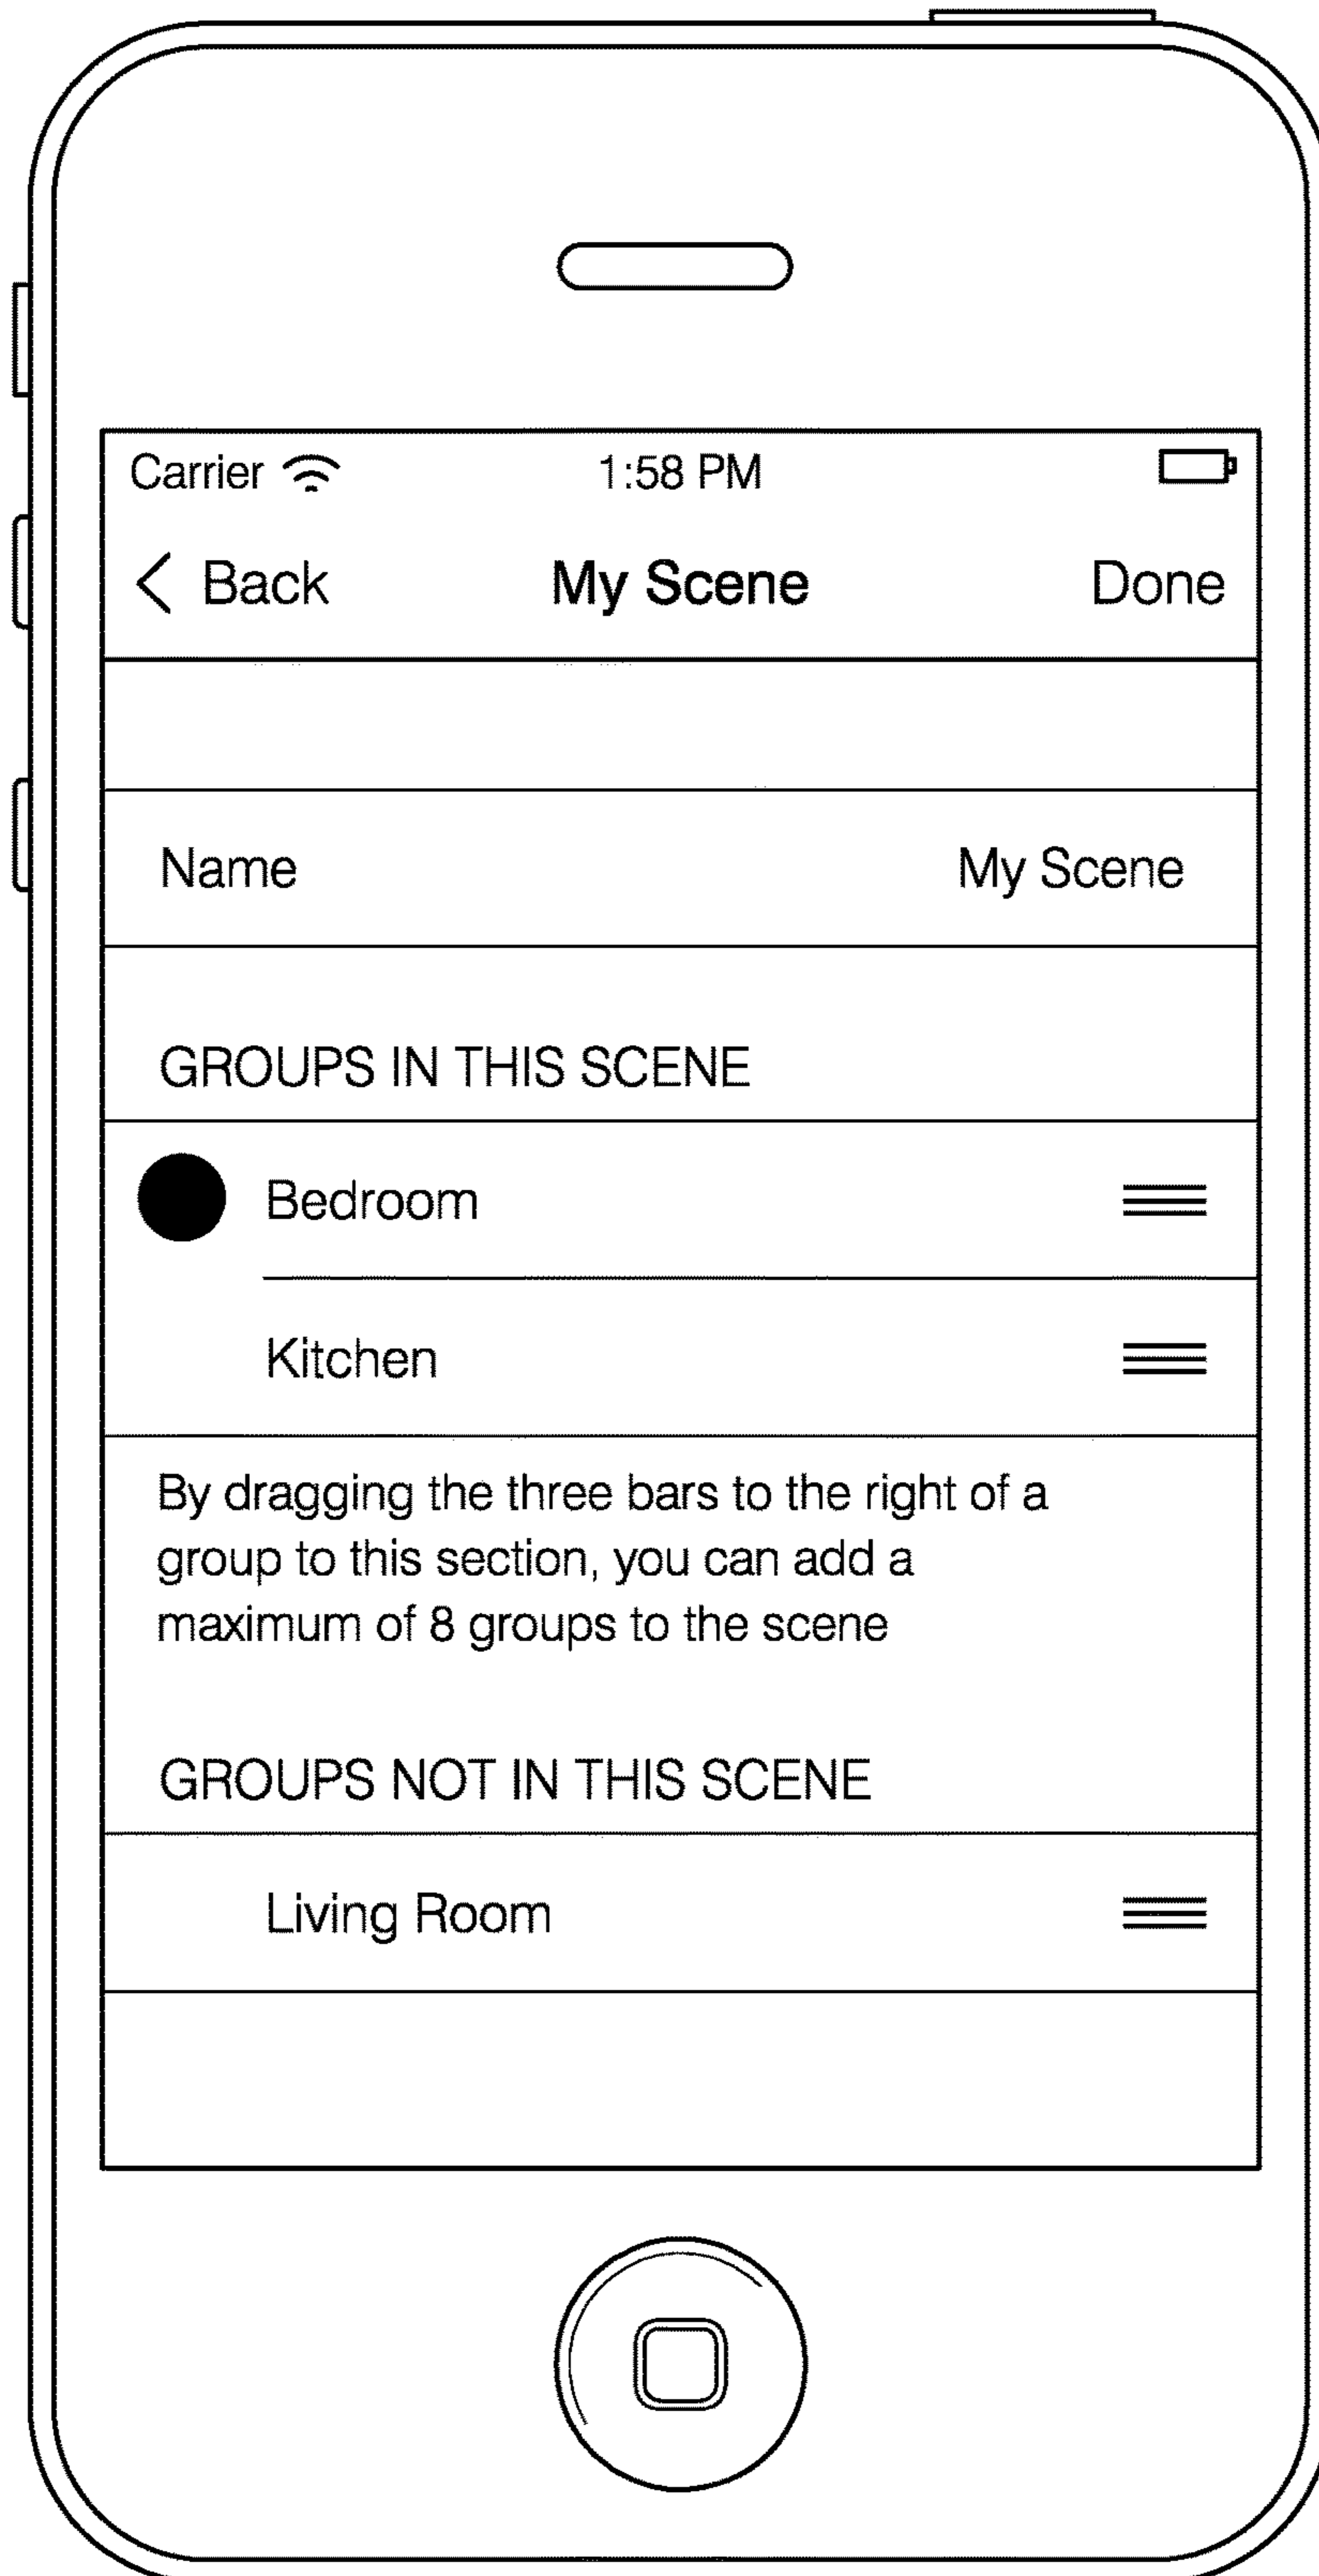 Carrier 1:58 PM
Back My Scene Done
Name My Scene
GROUPS IN THIS SCENE
Bedroom
Kitchen
By dragging the three bars to the right of a
group to this section, you can add a
maximum of 8 groups to the scene
GROUPS NOT IN THIS SCENE
Living Room